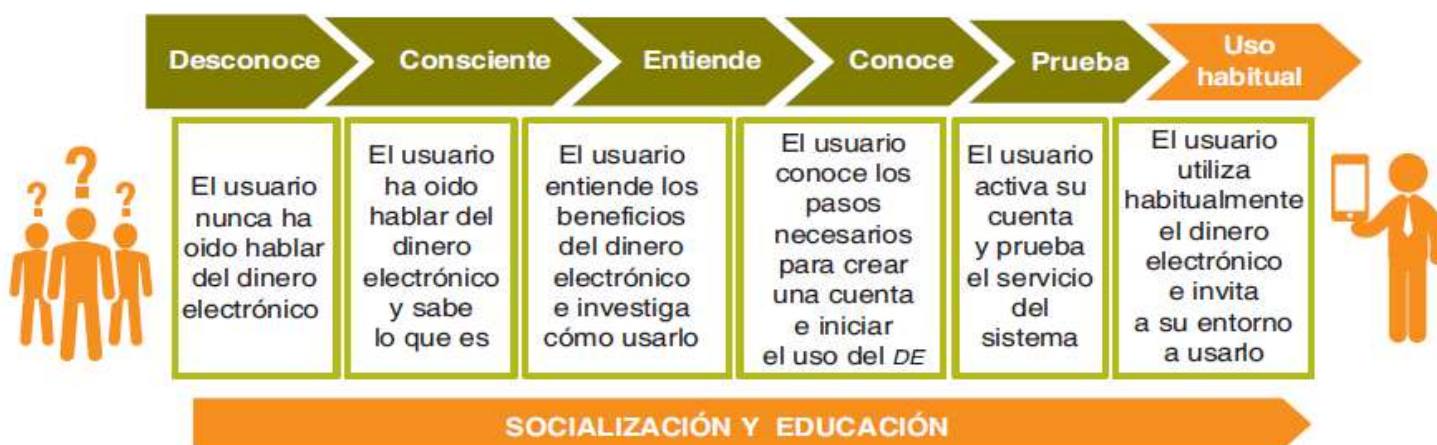 Desconoce
Consciente
Entiende
Conoce
Prueba
Uso
habitual
?
?
?
El usuario
nunca ha
oido hablar
del dinero
electrónico
El usuario
ha oido
hablar del
dinero
electrónico
y sabe
lo que es
El usuario
entiende los
beneficios
del dinero
electrónico
e investiga
cómo usarlo
El usuario
conoce los
pasos
necesarios
para crear
una cuenta
e iniciar
el uso del DE
El usuario
activa su
cuenta
y prueba
el servicio
del
sistema
El usuario
utiliza
habitualmente
el dinero
electrónico
e invita
a su entorno
a usarlo
SOCIALIZACIÓN Y EDUCACIÓN